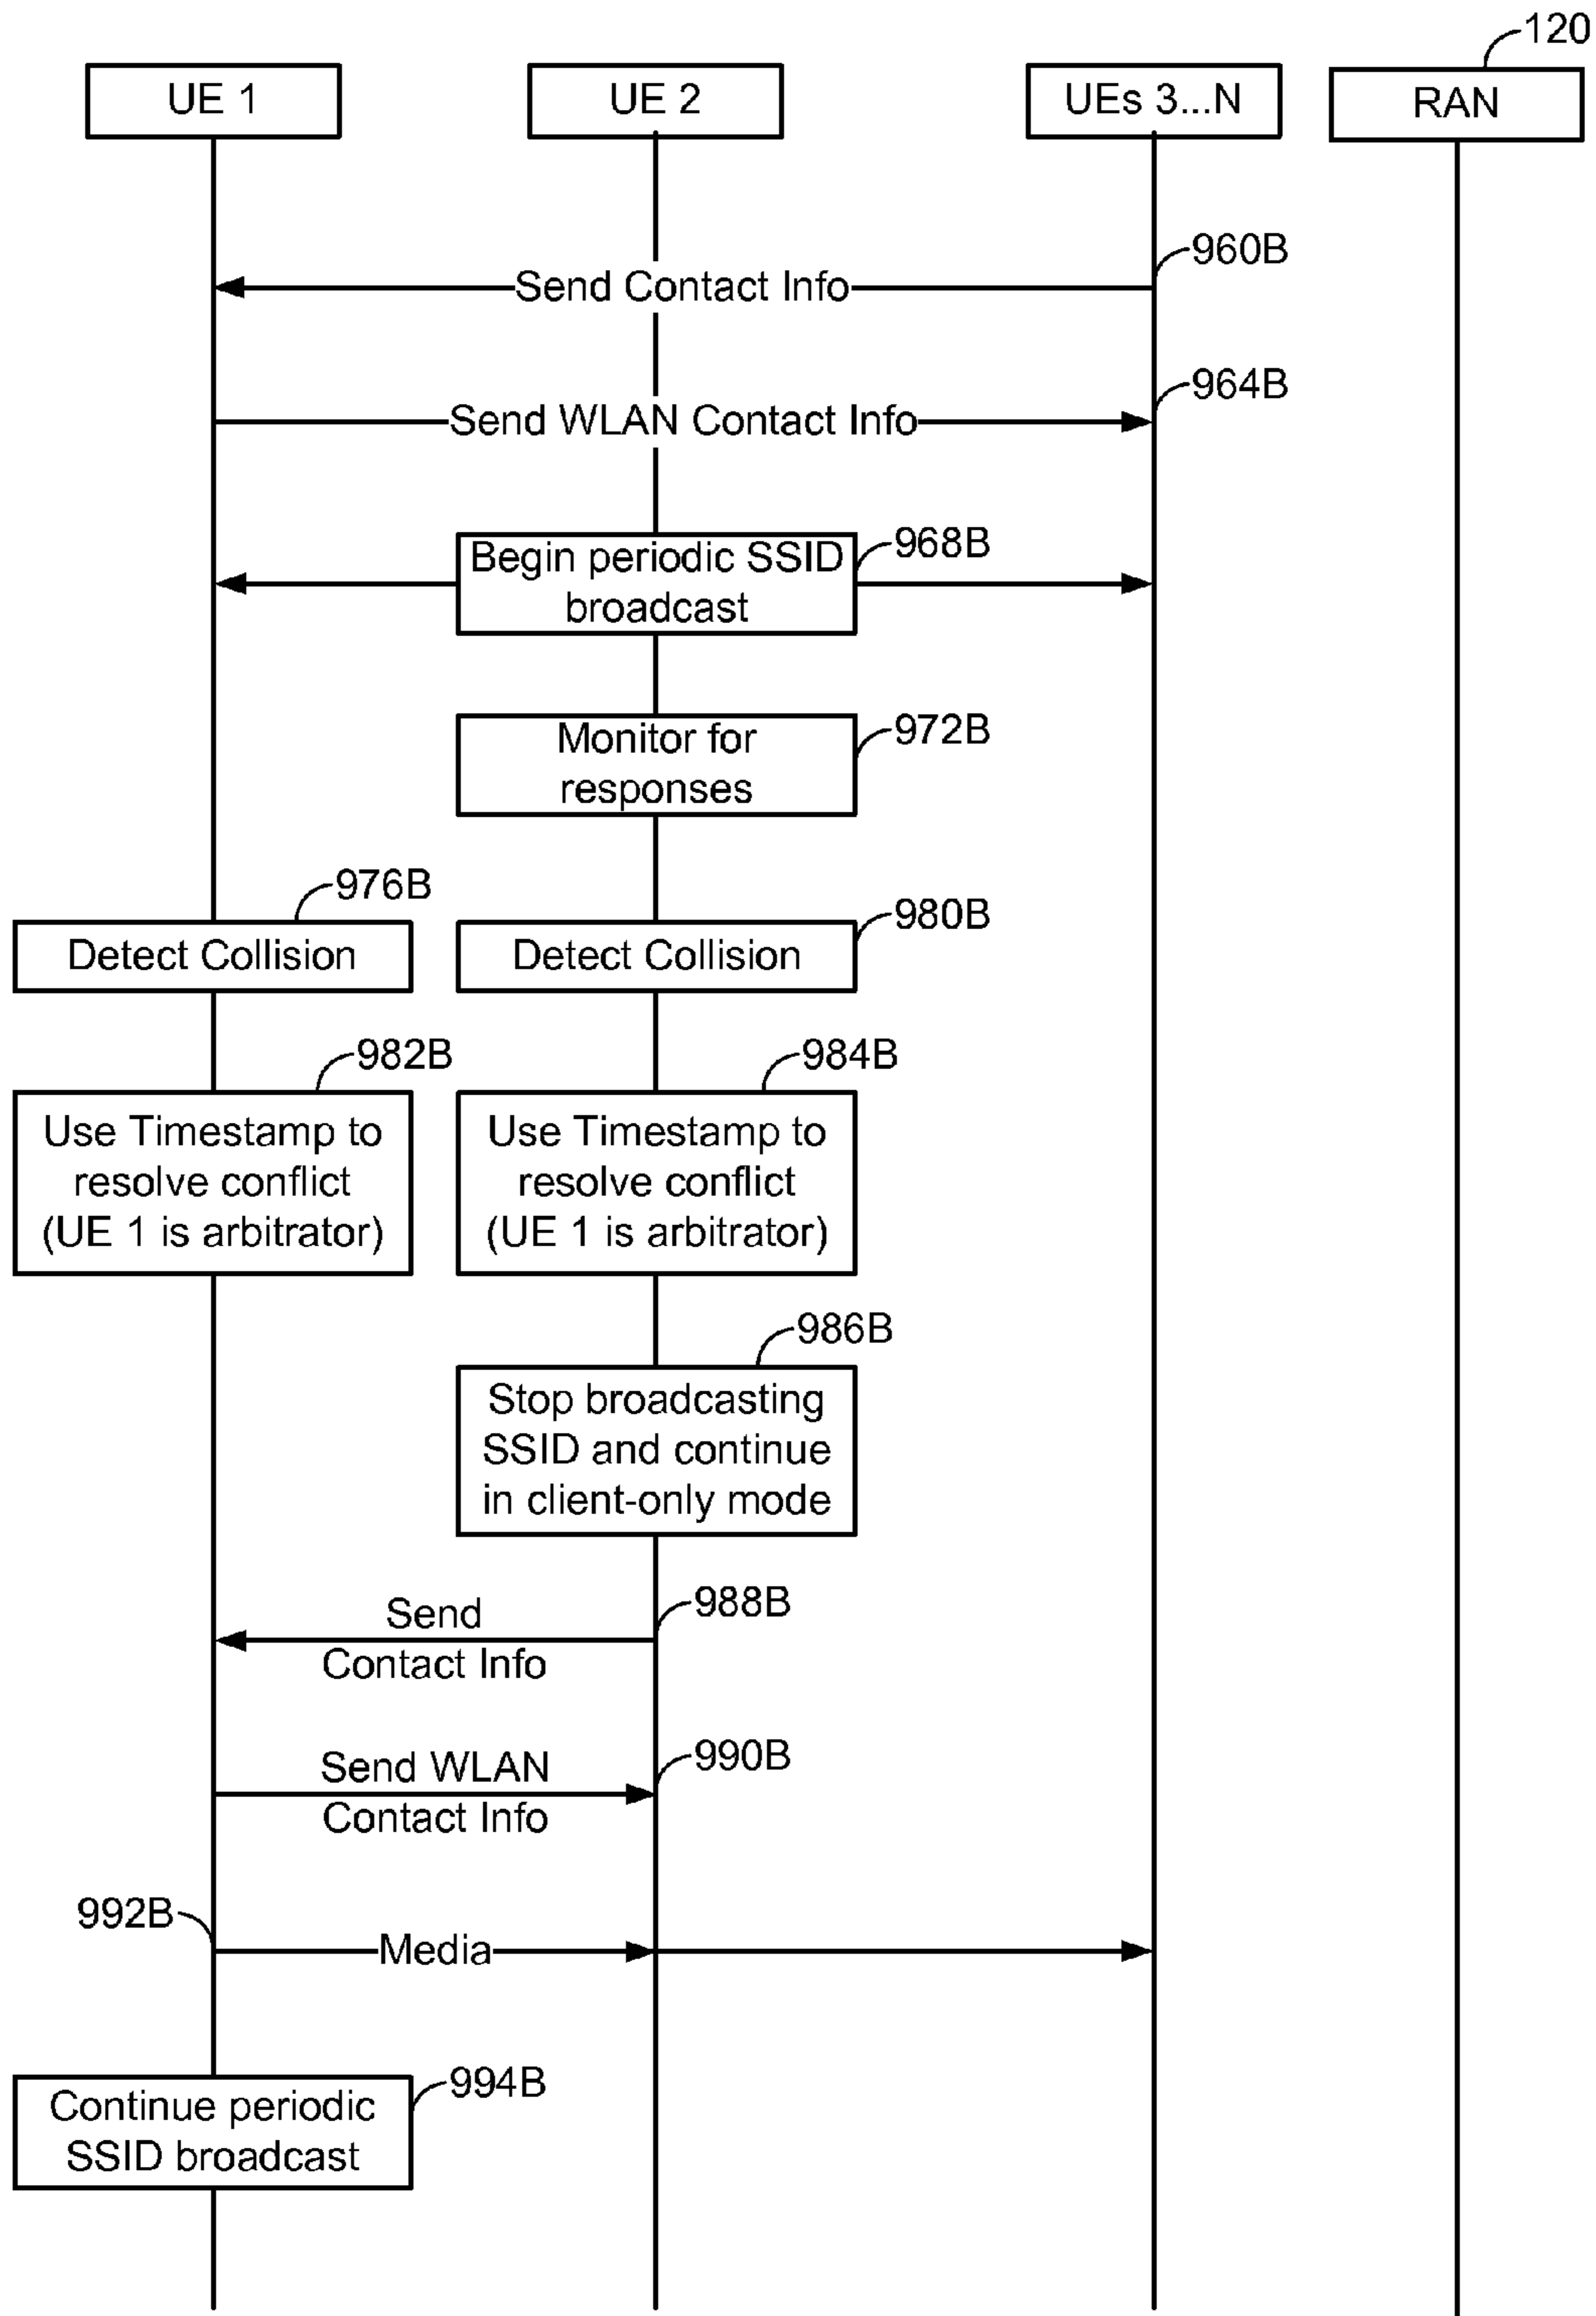 120
UE 1
UE 2
UEs 3...N
RAN
960B
Send Contact Info
964B
Send WLAN Contact Info
968B
Begin periodic SSID
broadcast
972B
Monitor for
responses
976B
980B
Detect Collision
Detect Collision
982B
984B
Use Timestamp to
resolve conflict
(UE 1 is arbitrator)
Use Timestamp to
resolve conflict
(UE 1 is arbitrator)
986B
Stop broadcasting
SSID and continue
in client-only mode
988B
Send
Contact Info
990B
Send WLAN
Contact Info
992B
Media
994B
Continue periodic
SSID broadcast